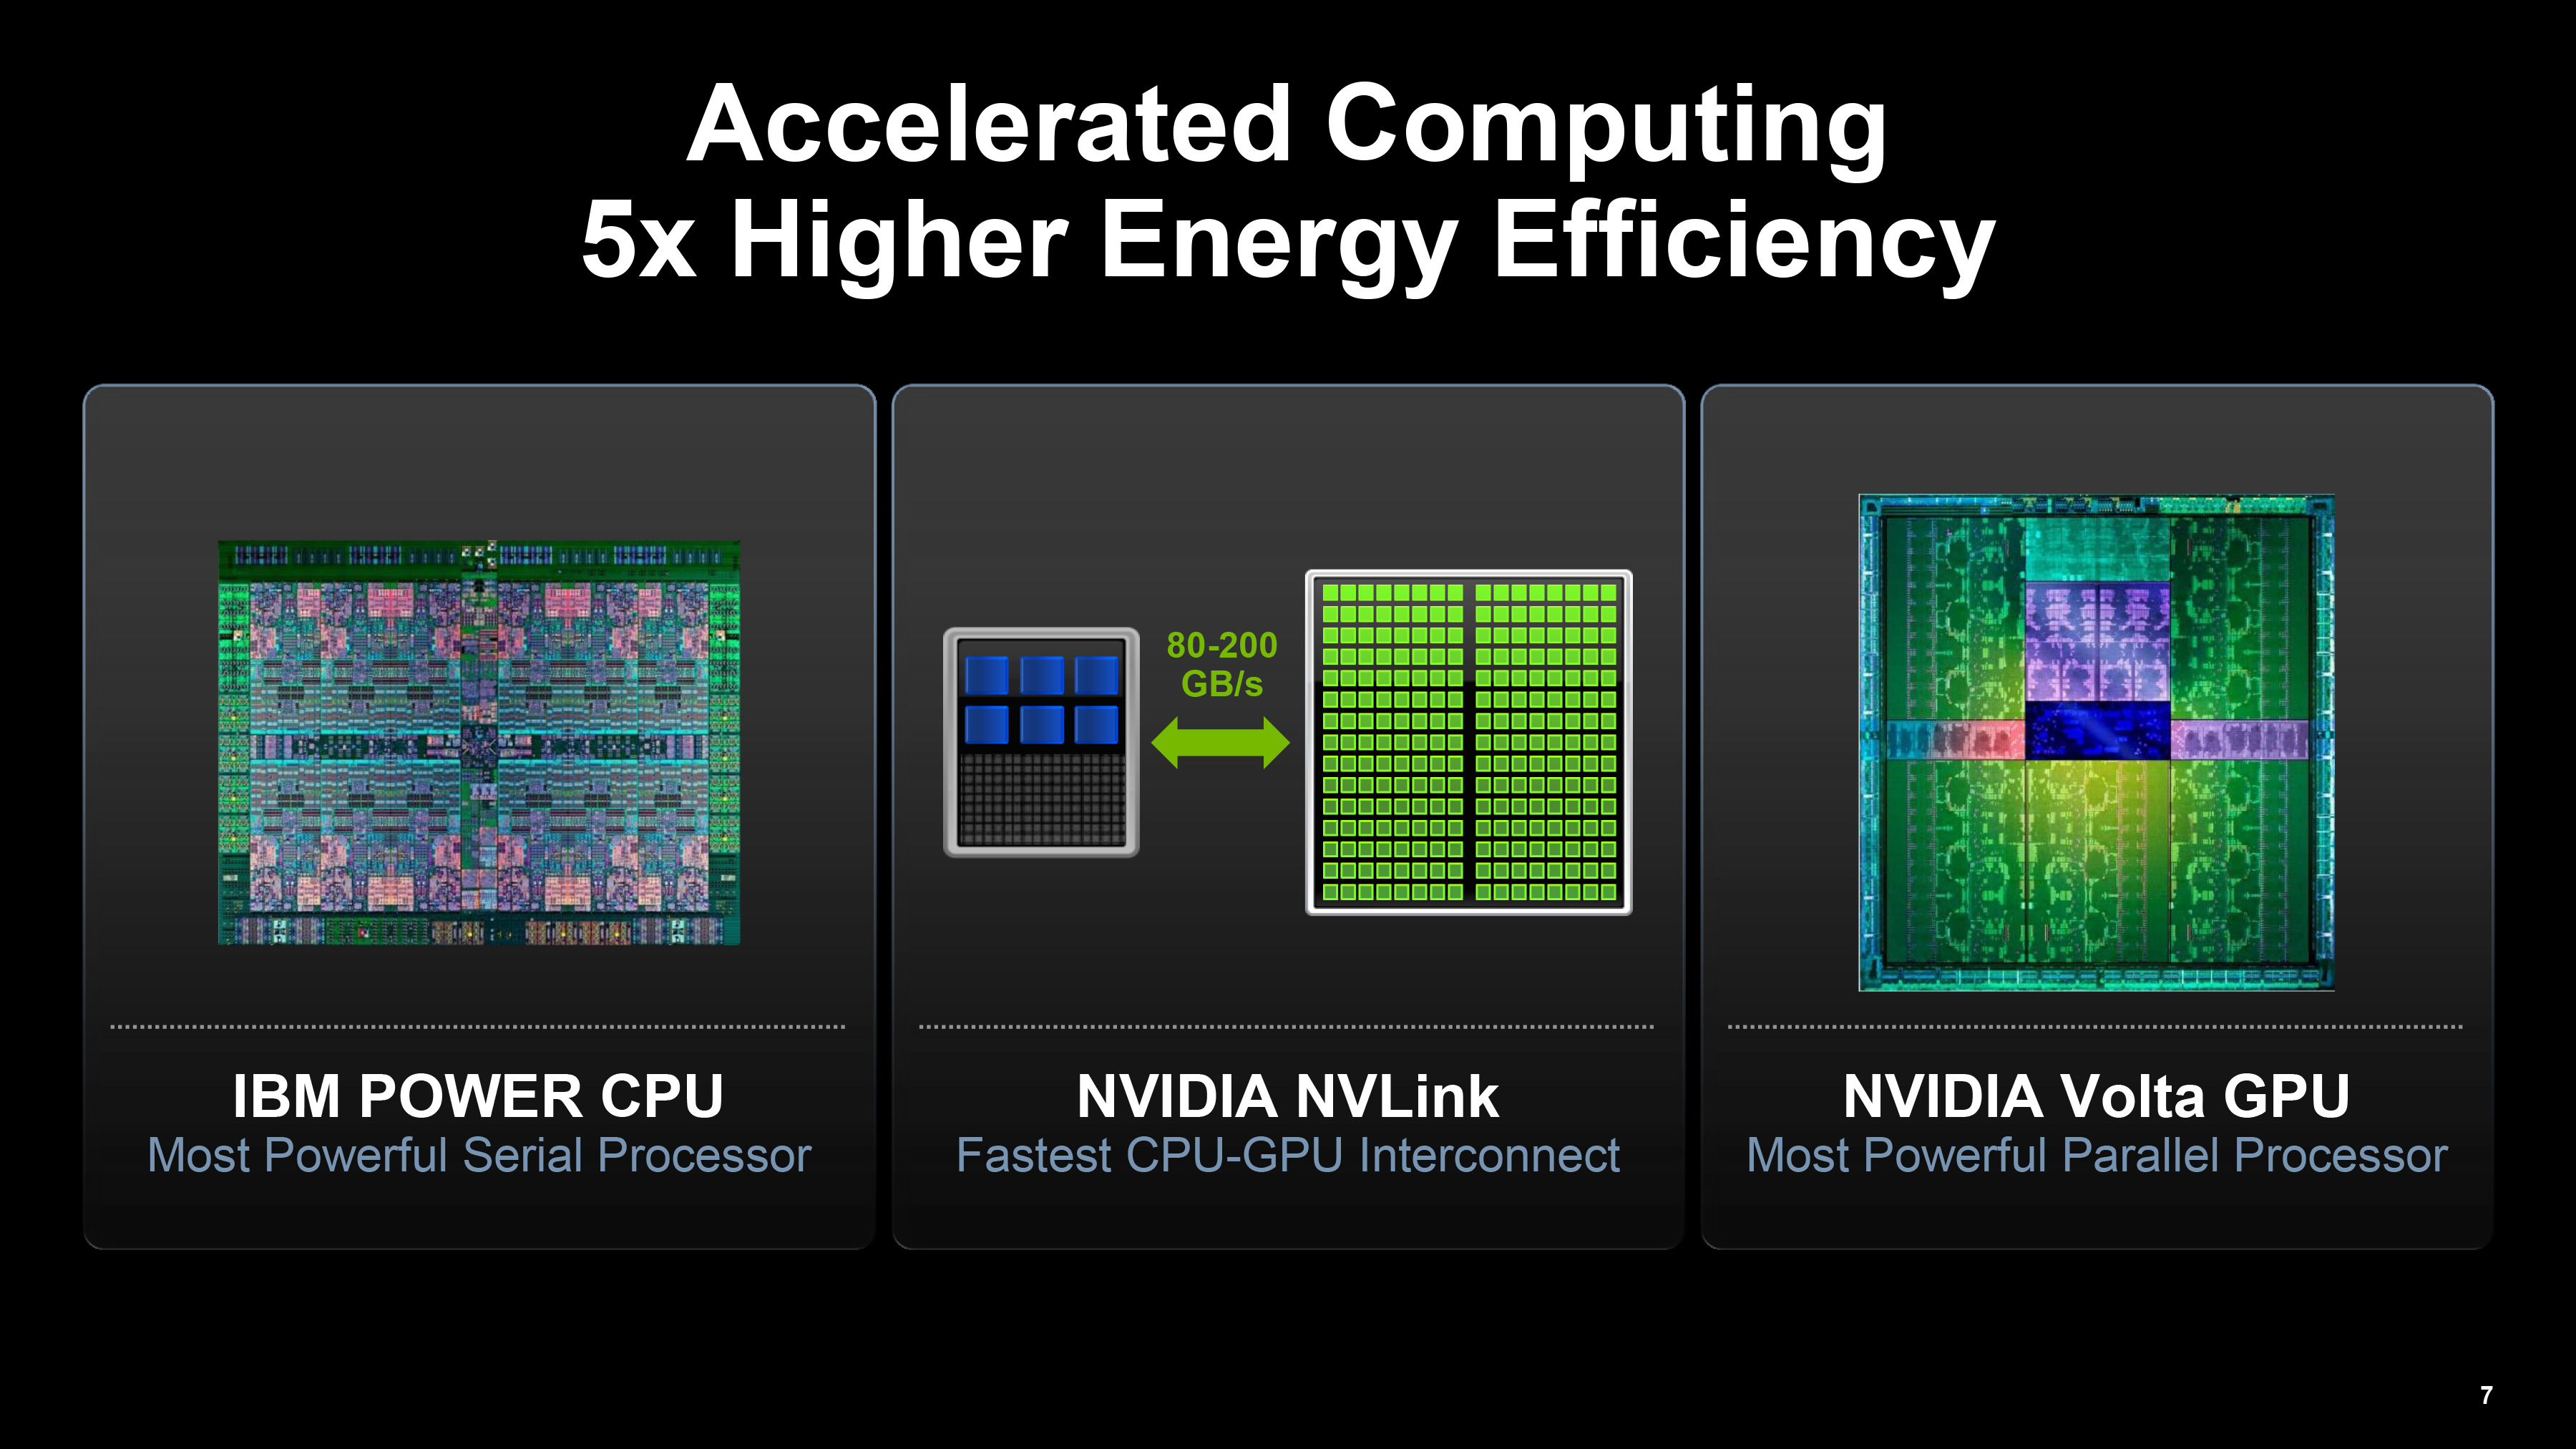 Accelerated Computing
5x Higher Energy Efficiency
80-200
GB/s
IBM POWER CPU
Most Powerful Serial Processor
NVIDIA NVLink
Fastest CPU-GPU Interconnect
NVIDIA Volta GPU
Most Powerful Parallel Processor
7